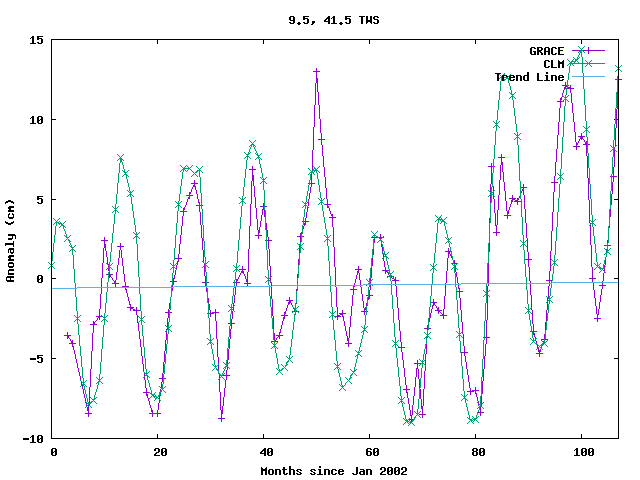 9.5, 41.5 TWS
GRACE
CLM
Trend Line
15
10
5
0
-5
-10
Anomaly (cm)
0 20 40 60 80 100
Months since Jan 2002